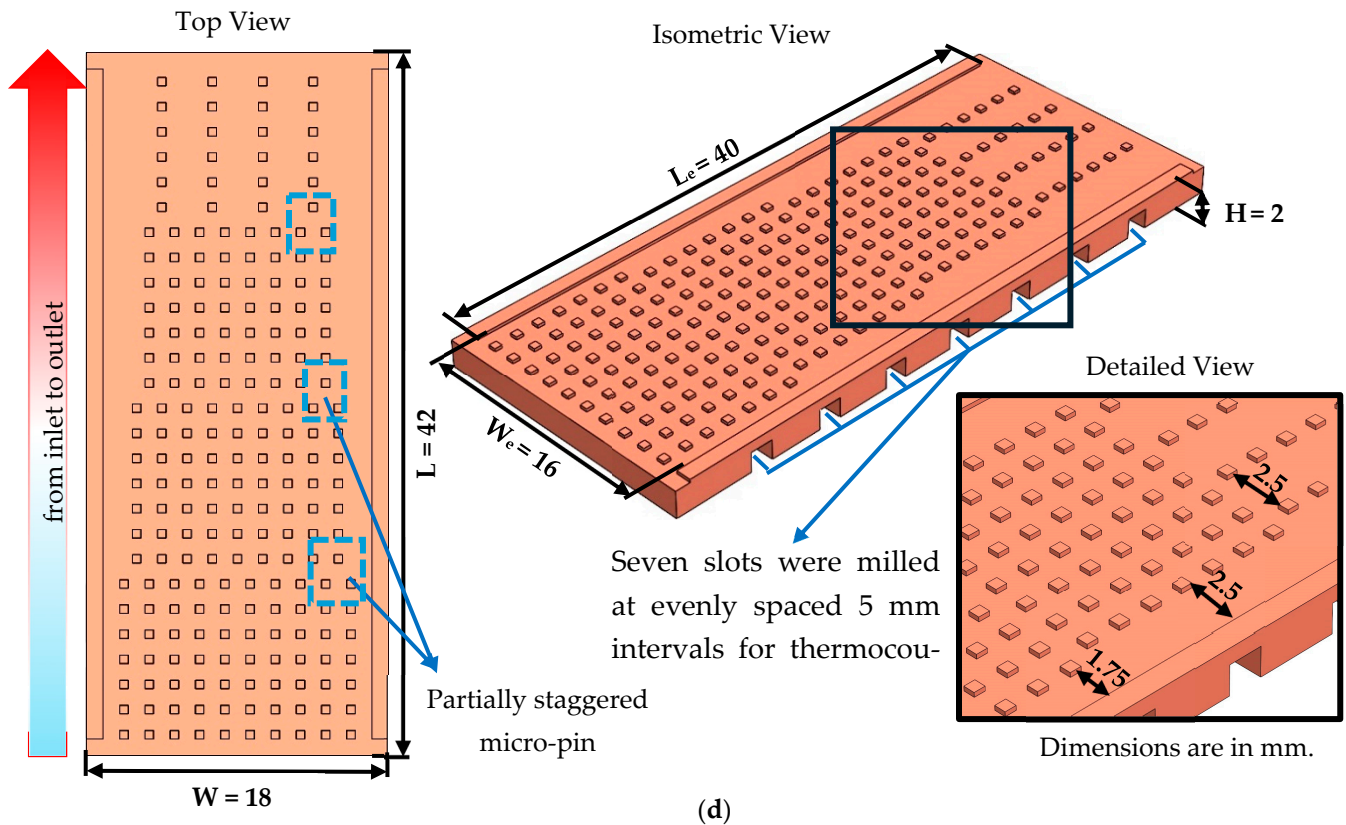 Top View
Isometric View
from inlet to outlet
L = 42
W = 18
Lₑ = 40
Wₑ = 16
H = 2
Seven slots were milled
at evenly spaced 5 mm
intervals for thermocou-
Partially staggered
micro-pin
Detailed View
2.5
2.5
1.75
Dimensions are in mm.
(d)